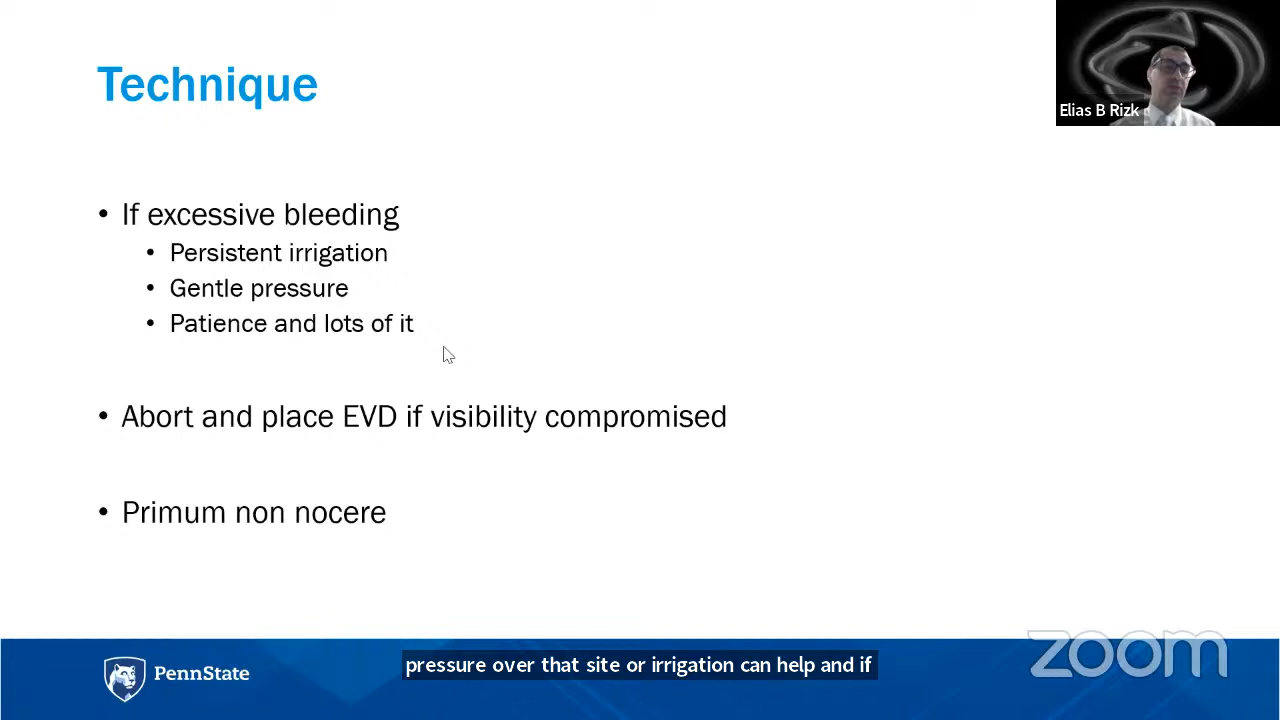 Technique
Elias B Rizk
• If excessive bleeding
• Persistent irrigation
• Gentle pressure
• Patience and lots of it
• Abort and place EVD if visibility compromised
• Primum non nocere
PennState
pressure over that site or irrigation can help and if
zoom